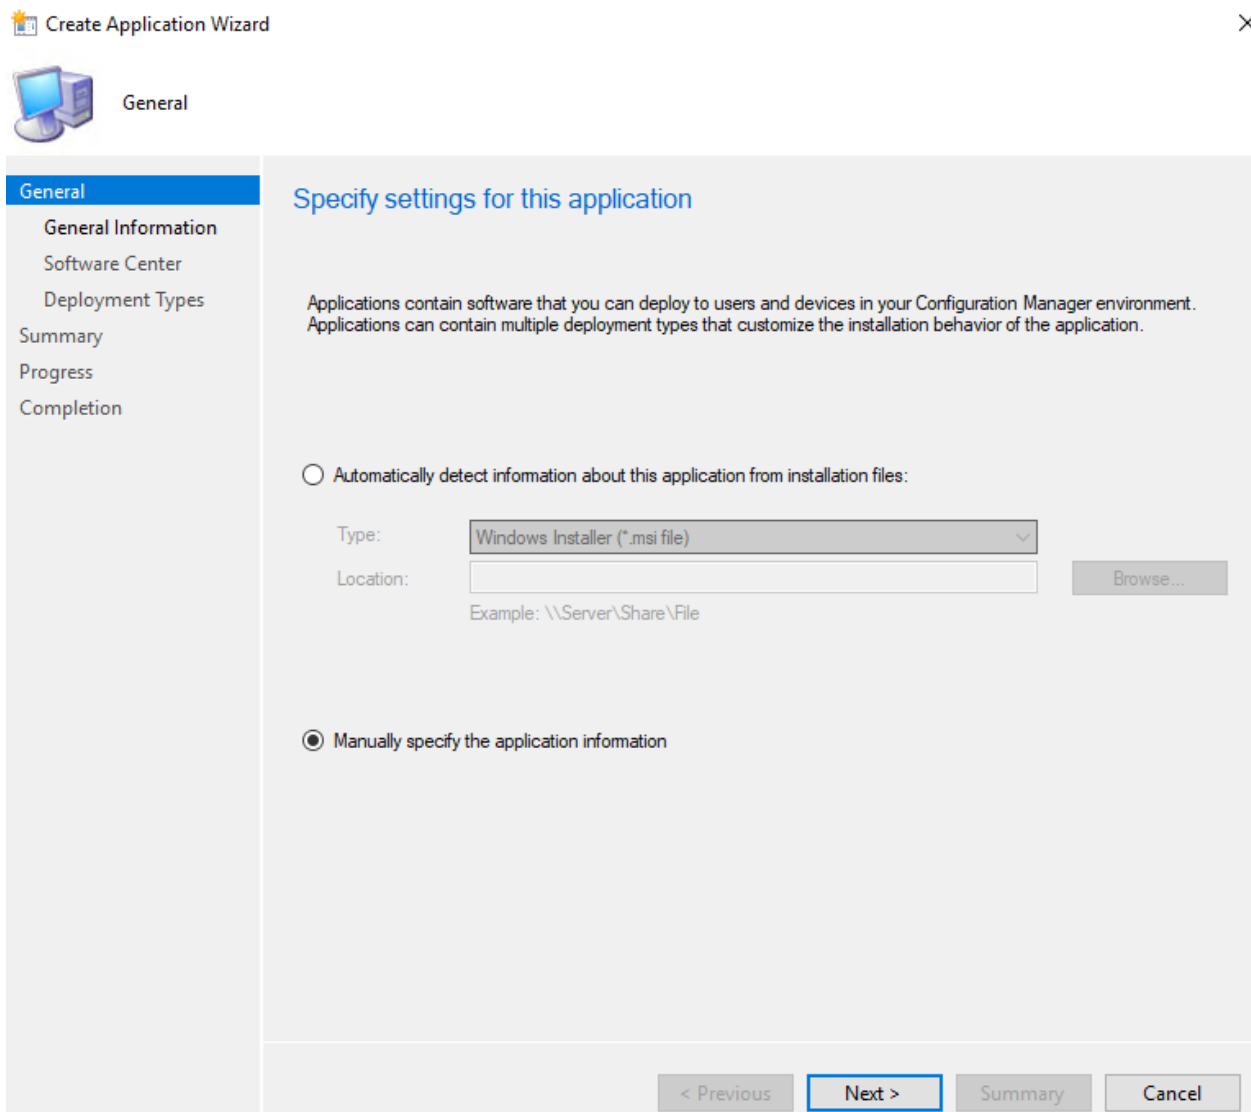 Create Application Wizard
General
General
General Information
Software Center
Deployment Types
Summary
Progress
Completion
Specify settings for this application
Applications contain software that you can deploy to users and devices in your Configuration Manager environment.
Applications can contain multiple deployment types that customize the installation behavior of the application.
Automatically detect information about this application from installation files:
Type: Windows Installer (*.msi file)
Location: Browse...
Example: \\Server\Share\File
Manually specify the application information
< Previous Next > Summary Cancel